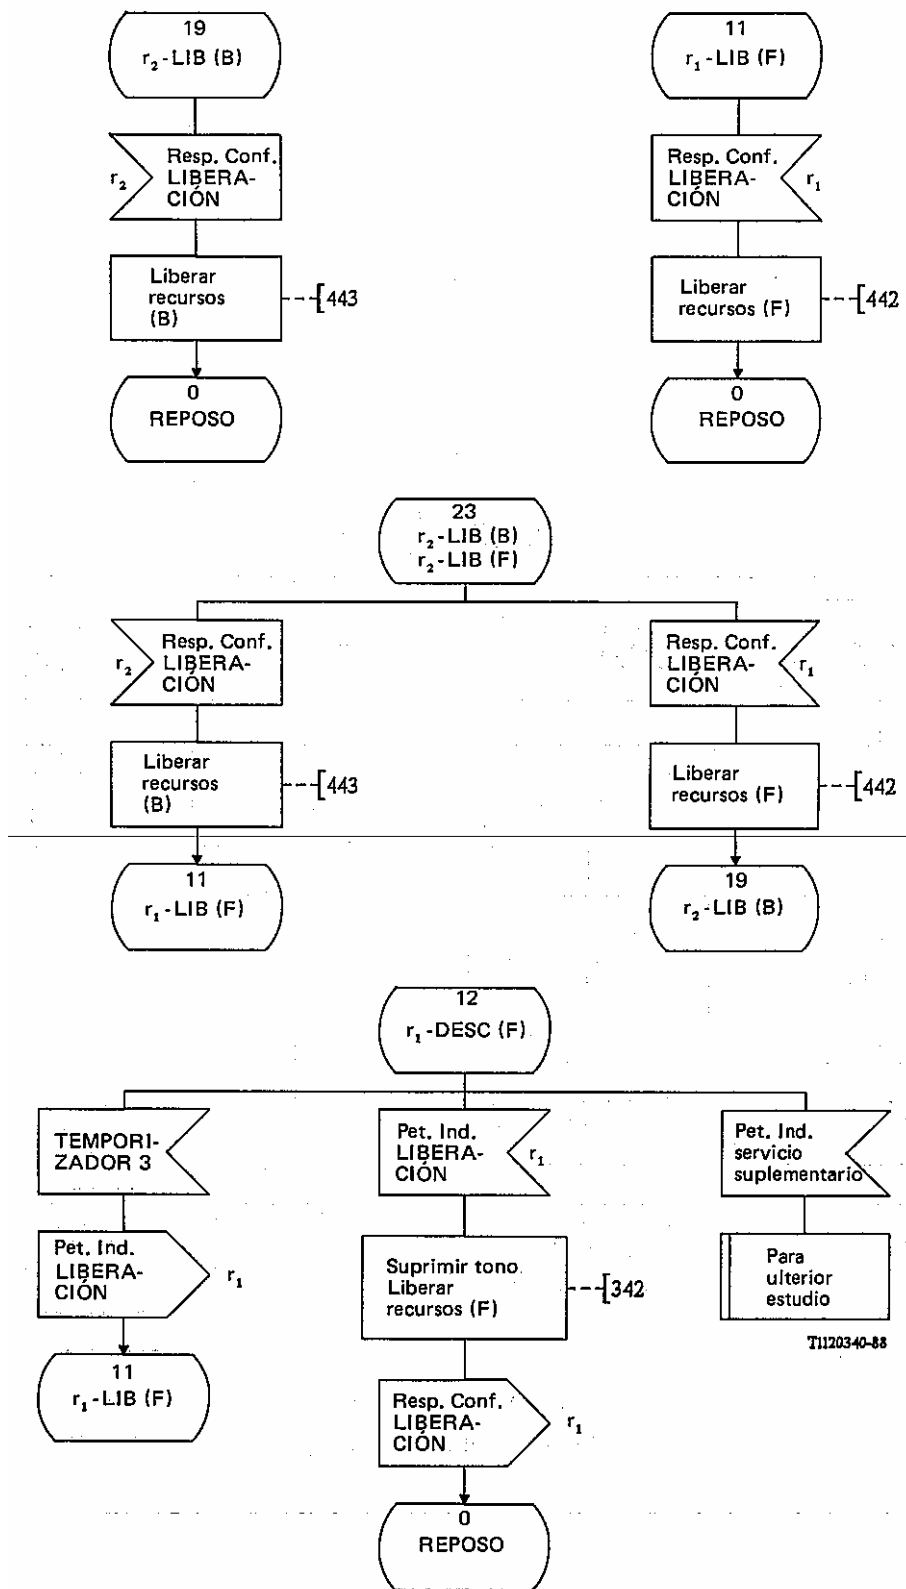 19
r₂-LIB (B)
r₂
Resp. Conf.
LIBERA-
CIÓN
Liberar
recursos
(B)
443
0
REPOSO
11
r₁-LIB (F)
Resp. Conf.
LIBERA-
CIÓN
r₁
Liberar
recursos (F)
442
0
REPOSO
23
r₂-LIB (B)
r₂-LIB (F)
r₂
Resp. Conf.
LIBERA-
CIÓN
Liberar
recursos
(B)
443
11
r₁-LIB (F)
Resp. Conf.
LIBERA-
CIÓN
r₁
Liberar
recursos (F)
442
19
r₂-LIB (B)
12
r₁-DESC (F)
TEMPORI-
ZADOR 3
Pet. Ind.
LIBERA-
CIÓN
r₁
11
r₁-LIB (F)
Pet. Ind.
LIBERA-
CIÓN
r₁
Suprimir tono
Liberar
recursos (F)
342
Resp. Conf.
LIBERA-
CIÓN
r₁
0
REPOSO
Pet. Ind.
servicio
suplementario
Para
ulterior
estudio
T1120340-88